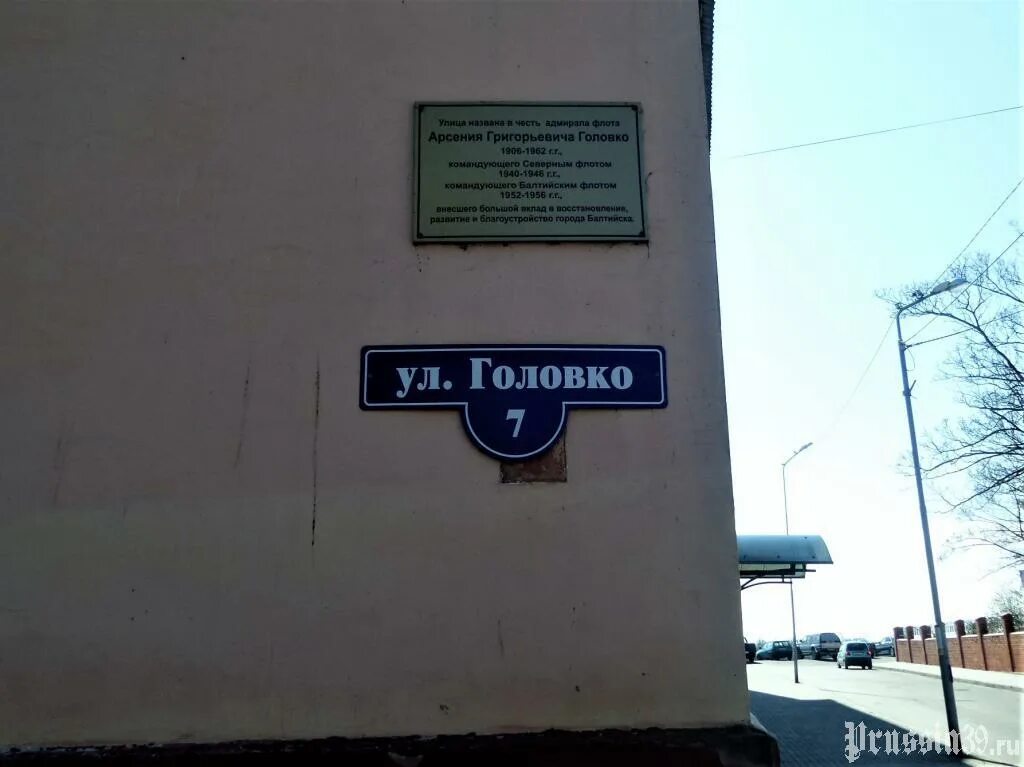 Улица названа в честь адмирала флота
Арсения Григорьевича Головко
1906-1962 г.г.,
командующего Северным флотом
1940-1946 г.г.,
командующего Балтийским флотом
1952-1956 г.г.,
внесшего большой вклад в восстановление,
развитие и благоустройство города Балтийска.
ул. Головко
7
Prussia39.ru